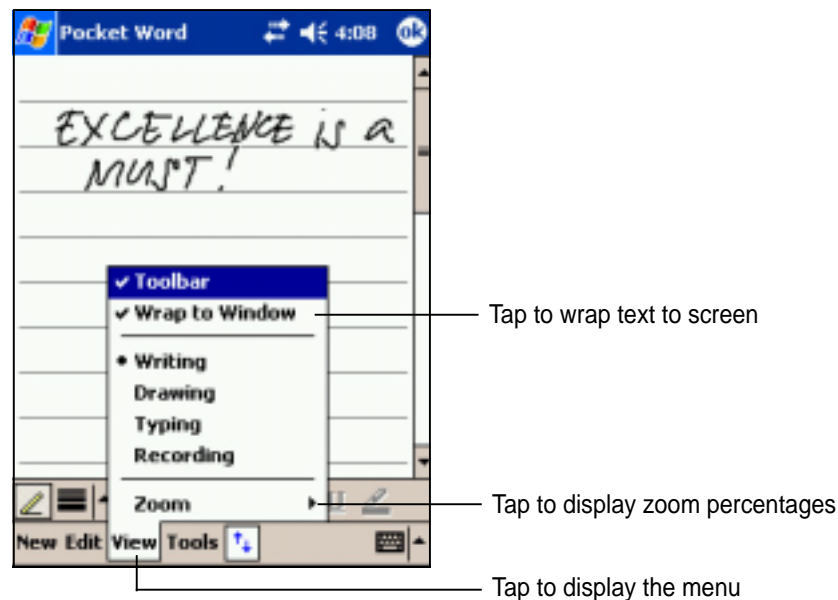 Pocket Word 4:08 ok
EXCELLENCE is a
MUST!
Toolbar
Wrap to Window
Tap to wrap text to screen
Writing
Drawing
Typing
Recording
Zoom
Tap to display zoom percentages
U
New Edit View Tools
Tap to display the menu